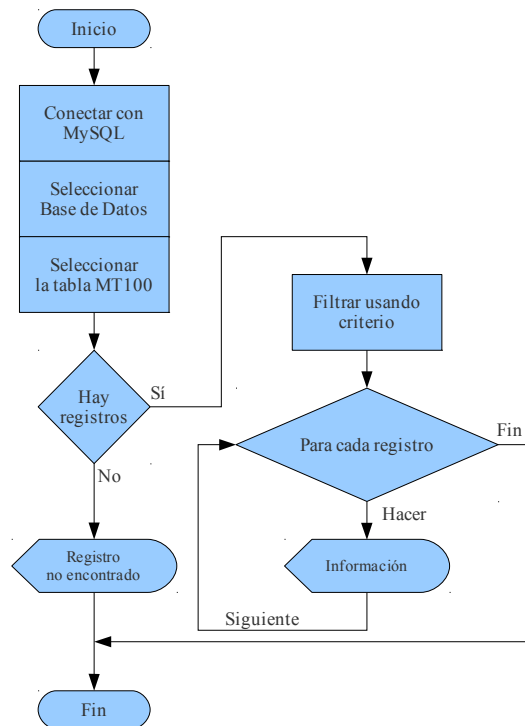 Inicio
Conectar con
MySQL
Seleccionar
Base de Datos
Seleccionar
la tabla MT100
Filtrar usando
criterio
Hay
registros
Sí
No
Para cada registro
Fin
Hacer
Registro
no encontrado
Información
Siguiente
Fin